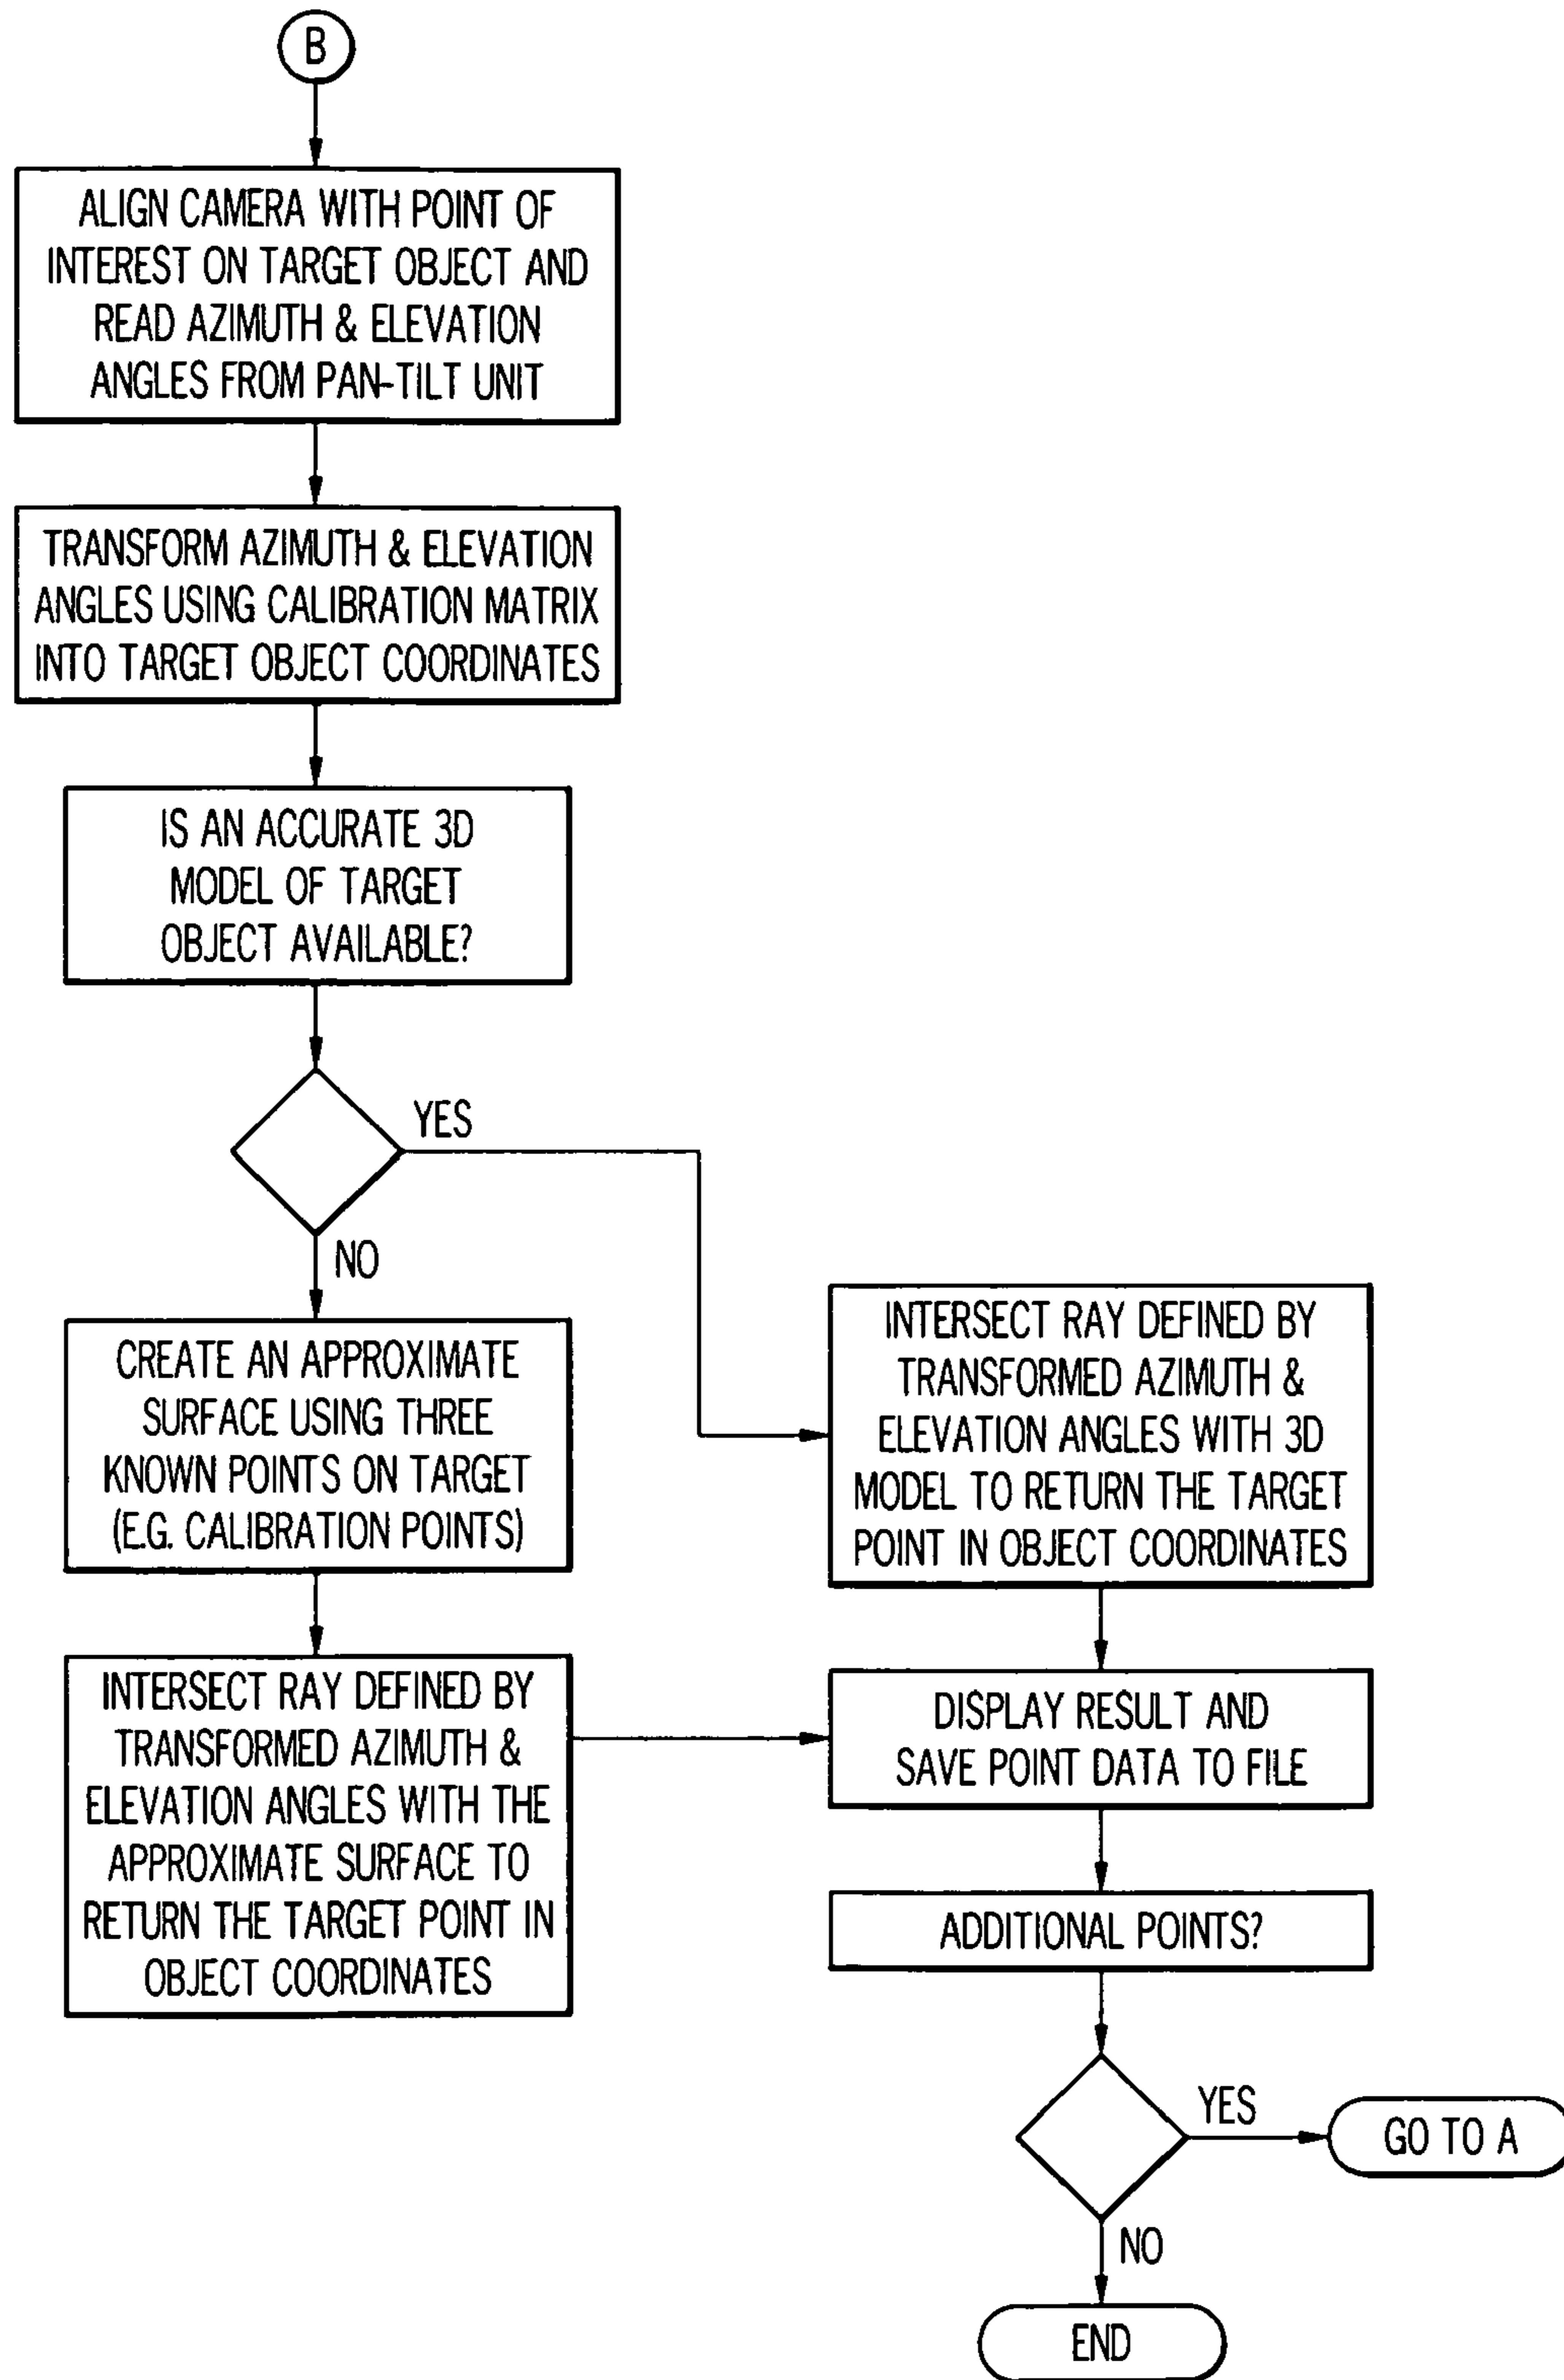 B
ALIGN CAMERA WITH POINT OF
INTEREST ON TARGET OBJECT AND
READ AZIMUTH & ELEVATION
ANGLES FROM PAN-TILT UNIT
TRANSFORM AZIMUTH & ELEVATION
ANGLES USING CALIBRATION MATRIX
INTO TARGET OBJECT COORDINATES
IS AN ACCURATE 3D
MODEL OF TARGET
OBJECT AVAILABLE?
YES
NO
CREATE AN APPROXIMATE
SURFACE USING THREE
KNOWN POINTS ON TARGET
(E.G. CALIBRATION POINTS)
INTERSECT RAY DEFINED BY
TRANSFORMED AZIMUTH &
ELEVATION ANGLES WITH THE
APPROXIMATE SURFACE TO
RETURN THE TARGET POINT IN
OBJECT COORDINATES
INTERSECT RAY DEFINED BY
TRANSFORMED AZIMUTH &
ELEVATION ANGLES WITH 3D
MODEL TO RETURN THE TARGET
POINT IN OBJECT COORDINATES
DISPLAY RESULT AND
SAVE POINT DATA TO FILE
ADDITIONAL POINTS?
YES
GO TO A
NO
END